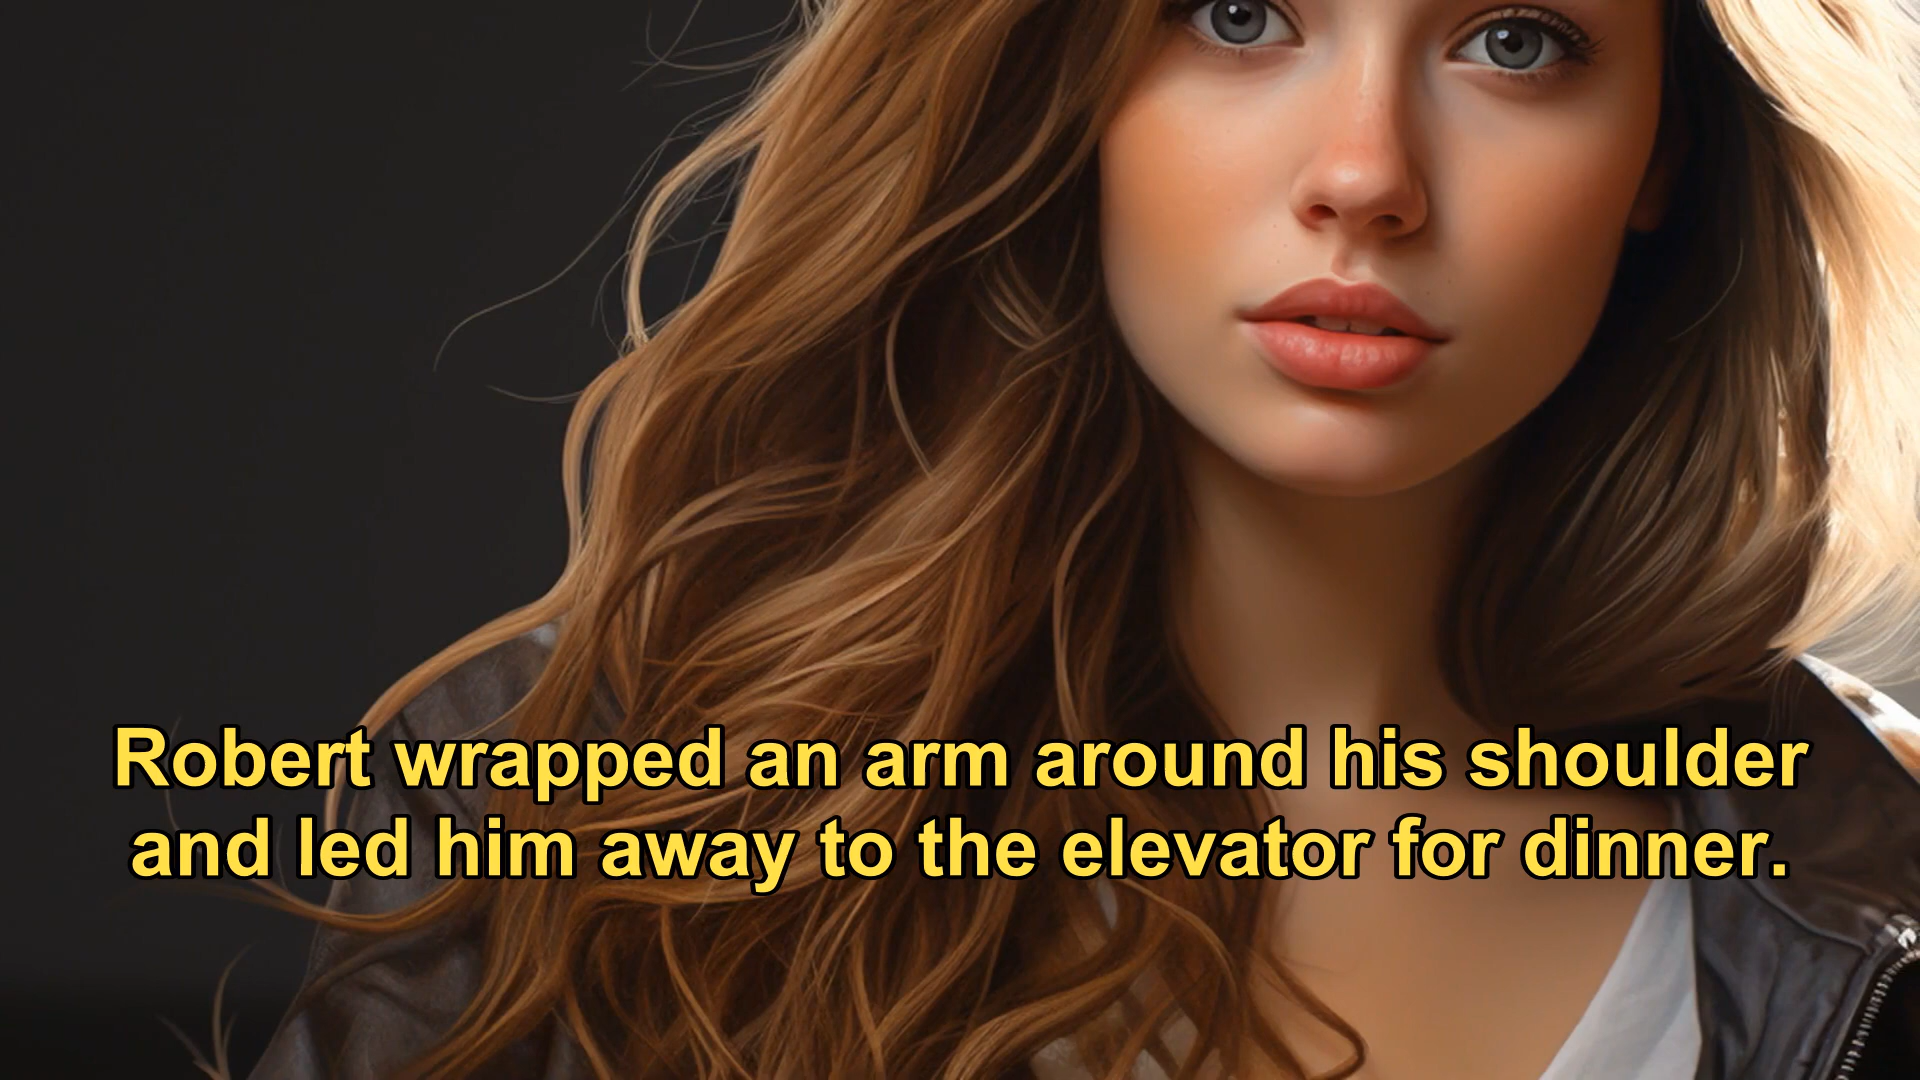 Robert wrapped an arm around his shoulder
and led him away to the elevator for dinner.